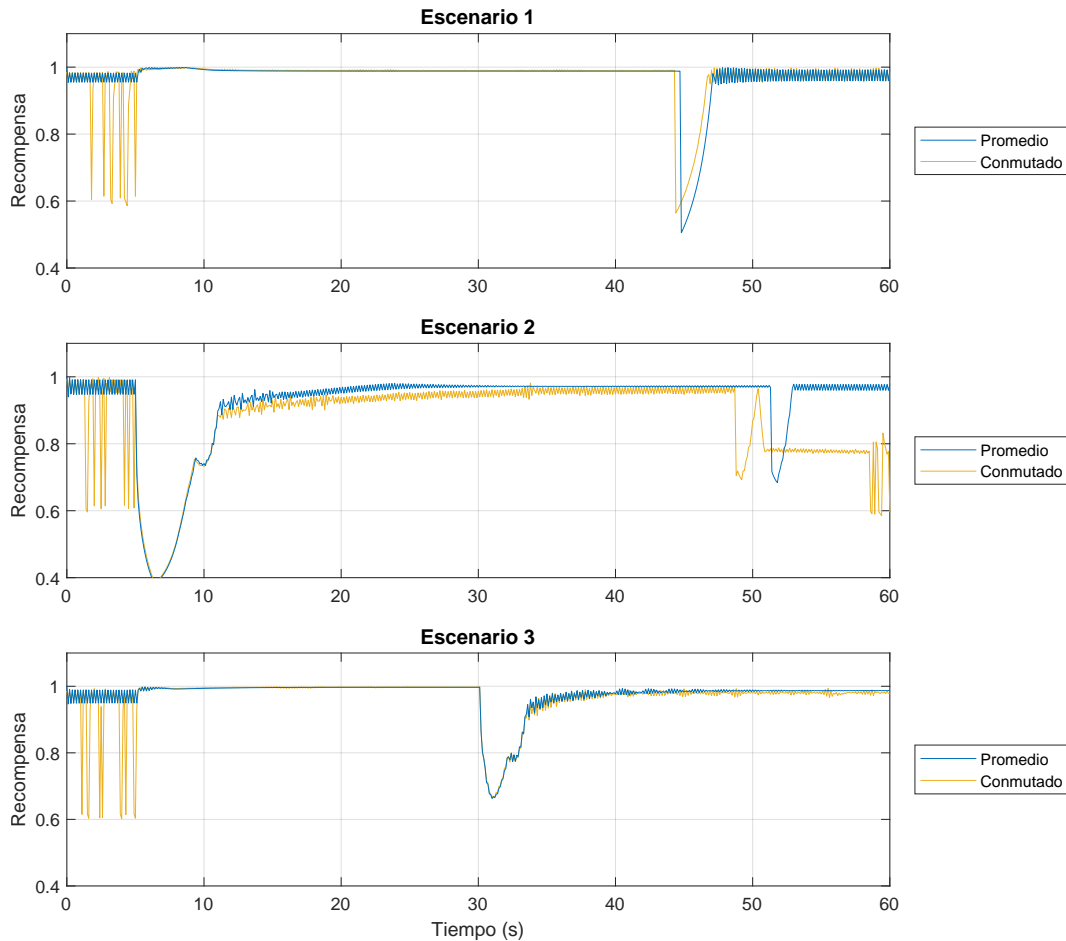 Escenario 1
1
0.8
0.6
0.4
Recompensa
0 10 20 30 40 50 60
Promedio
Conmutado
Escenario 2
1
0.8
0.6
0.4
Recompensa
0 10 20 30 40 50 60
Promedio
Conmutado
Escenario 3
1
0.8
0.6
0.4
Recompensa
0 10 20 30 40 50 60
Tiempo (s)
Promedio
Conmutado